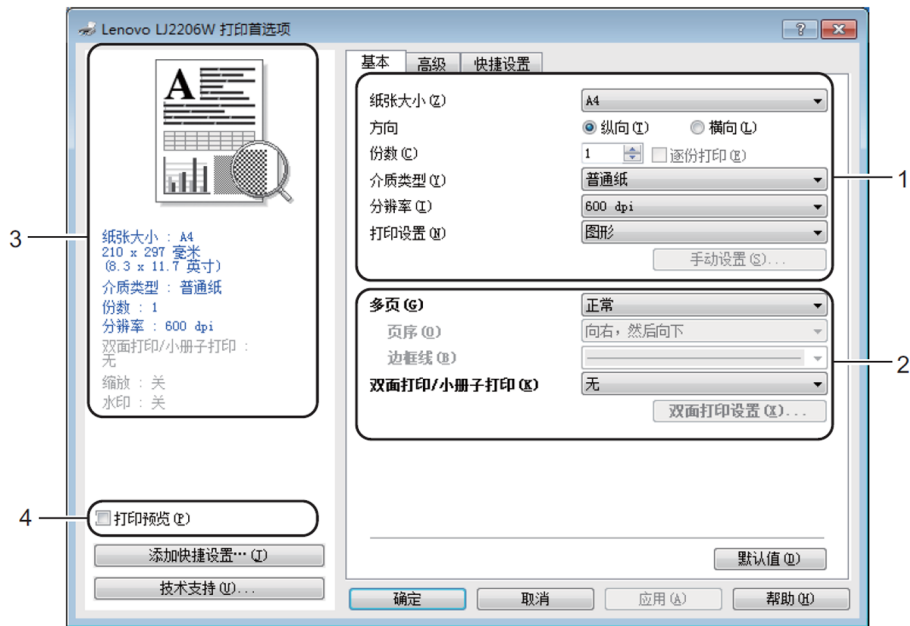 Lenovo LJ2206W 打印首选项
?
3
A
纸张大小 : A4
210 x 297 毫米
(8.3 x 11.7 英寸)
介质类型 : 普通纸
份数 : 1
分辨率 : 600 dpi
双面打印/小册子打印 :
无
缩放 : 关
水印 : 关
4
打印预览(P)
添加快捷设置…(T)
技术支持(U)...
基本 高级 快捷设置
纸张大小(Z) A4
方向 纵向(T) 横向(L)
份数(C) 1 逐份打印(E)
介质类型(Y) 普通纸
1
分辨率(I) 600 dpi
打印设置(N) 图形
手动设置(S)...
多页(G) 正常
页序(O) 向右, 然后向下
边框线(B)
2
双面打印/小册子打印(K) 无
双面打印设置(X)...
默认值(D)
确定 取消 应用(A) 帮助(H)